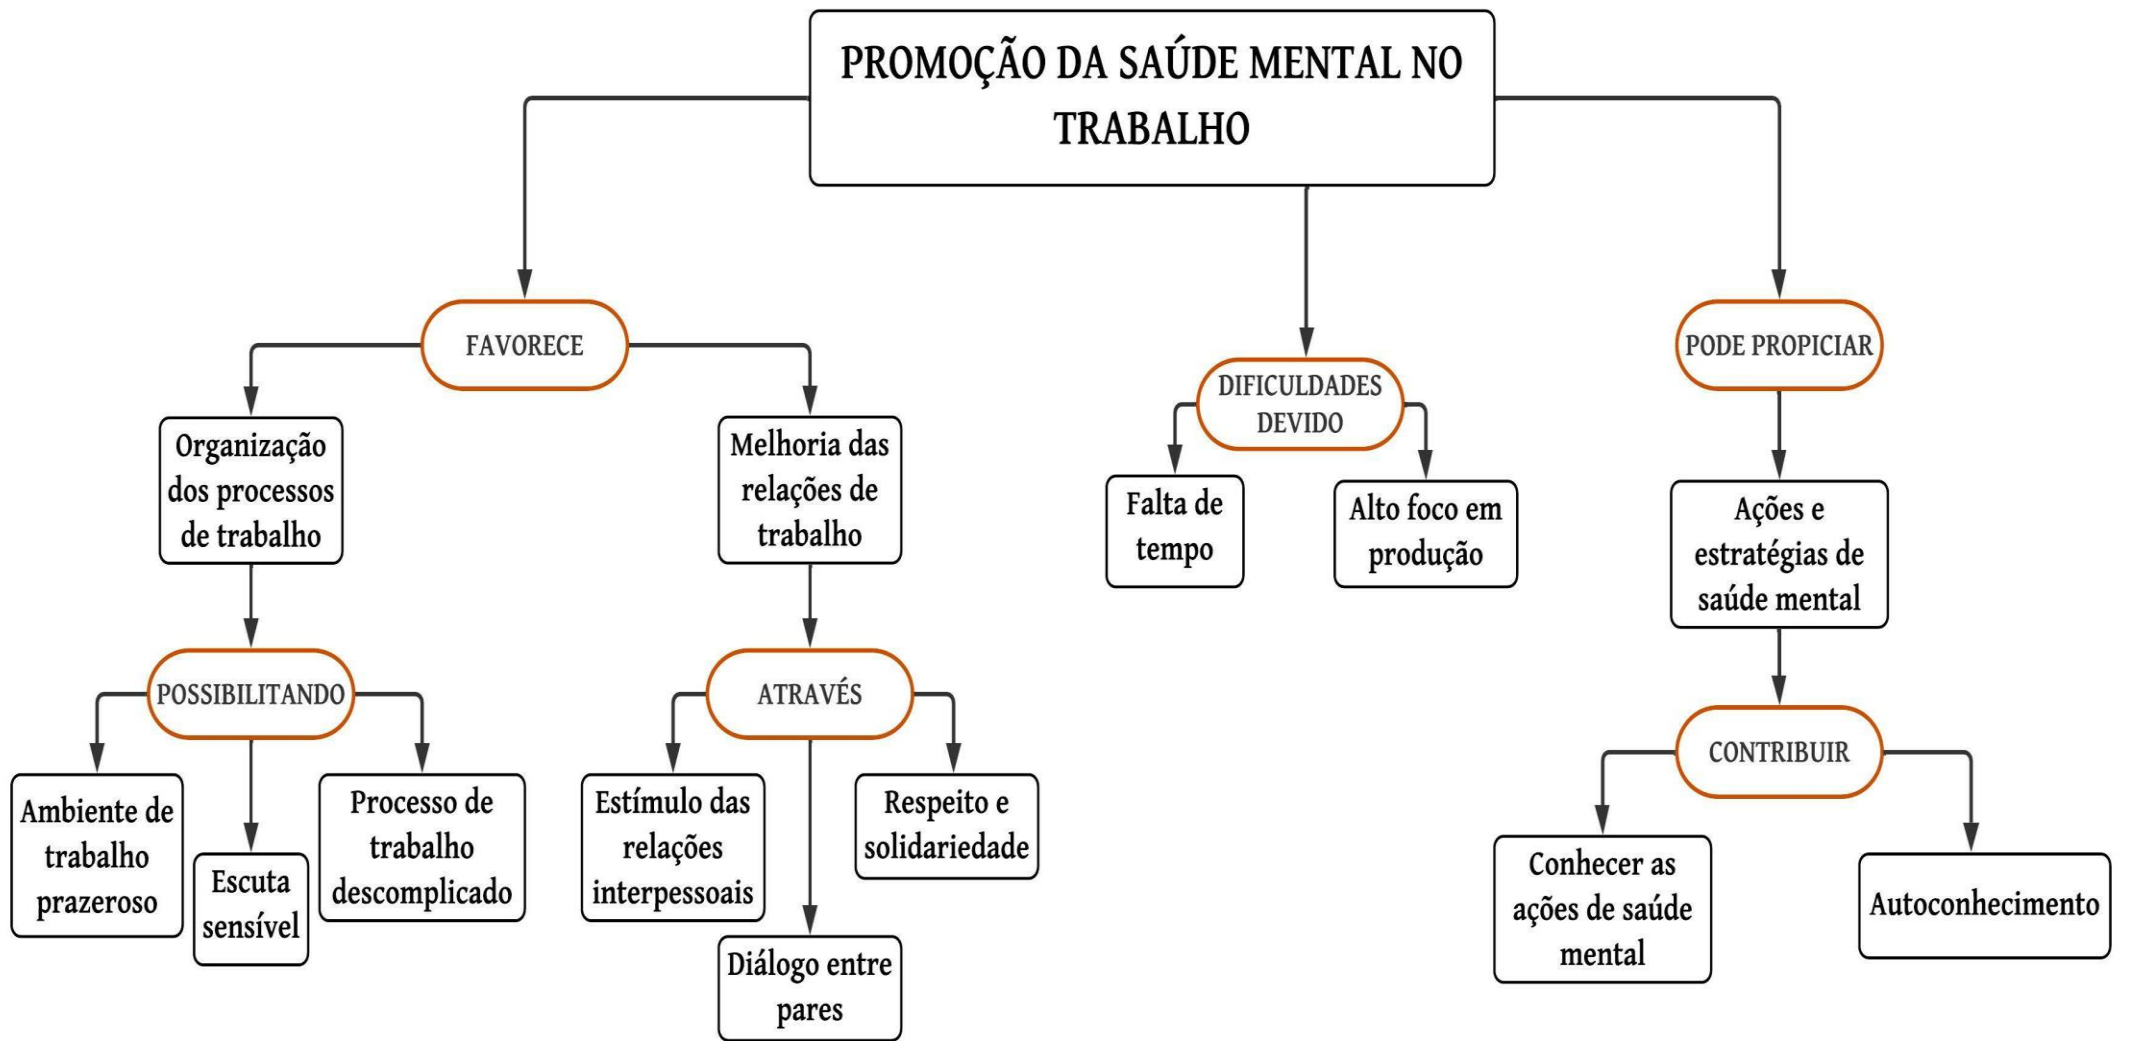 PROMOÇÃO DA SAÚDE MENTAL NO
TRABALHO
FAVORECE
DIFICULDADES
DEVIDO
PODE PROPICIAR
Organização
dos processos
de trabalho
Melhoria das
relações de
trabalho
Falta de
tempo
Alto foco em
produção
Ações e
estratégias de
saúde mental
POSSIBILITANDO
ATRAVÉS
CONTRIBUIR
Ambiente de
trabalho
prazeroso
Escuta
sensível
Processo de
trabalho
descomplicado
Estímulo das
relações
interpessoais
Diálogo entre
pares
Respeito e
solidariedade
Conhecer as
ações de saúde
mental
Autoconhecimento